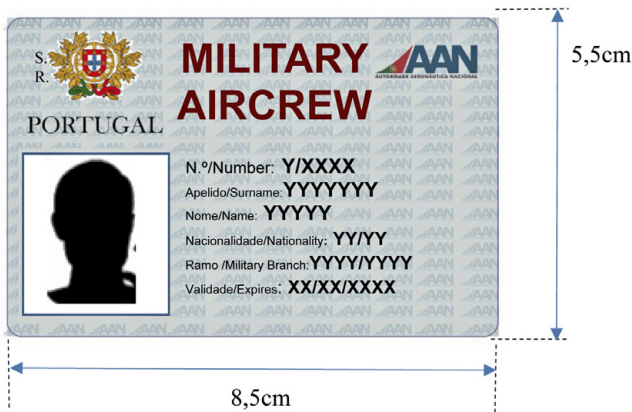 S.
R.
PORTUGAL
MILITARY
AIRCREW
AAN
AUTORIDADE AERONÁUTICA NACIONAL
N.º/Number: Y/XXXX
Apelido/Surname: YYYYYYY
Nome/Name: YYYYY
Nacionalidade/Nationality: YY/YY
Ramo /Military Branch: YYYY/YYYY
Validade/Expires: XX/XX/XXXX
5,5cm
8,5cm